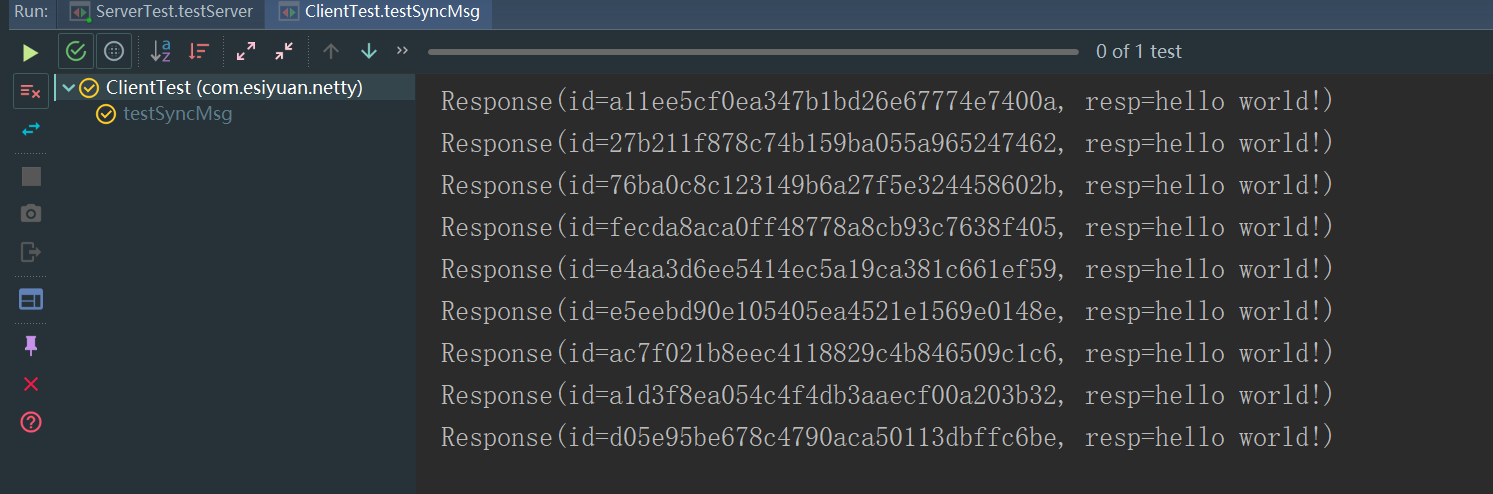 Run: ServerTest.testServer ClientTest.testSyncMsg
0 of 1 test
ClientTest (com.esiyuan.netty)
testSyncMsg
Response(id=a11ee5cf0ea347b1bd26e67774e7400a, resp=hello world!)
Response(id=27b211f878c74b159ba055a965247462, resp=hello world!)
Response(id=76ba0c8c123149b6a27f5e324458602b, resp=hello world!)
Response(id=fecda8aca0ff48778a8cb93c7638f405, resp=hello world!)
Response(id=e4aa3d6ee5414ec5a19ca381c661ef59, resp=hello world!)
Response(id=e5eebd90e105405ea4521e1569e0148e, resp=hello world!)
Response(id=ac7f021b8eec4118829c4b846509c1c6, resp=hello world!)
Response(id=a1d3f8ea054c4f4db3aaecf00a203b32, resp=hello world!)
Response(id=d05e95be678c4790aca50113dbffc6be, resp=hello world!)